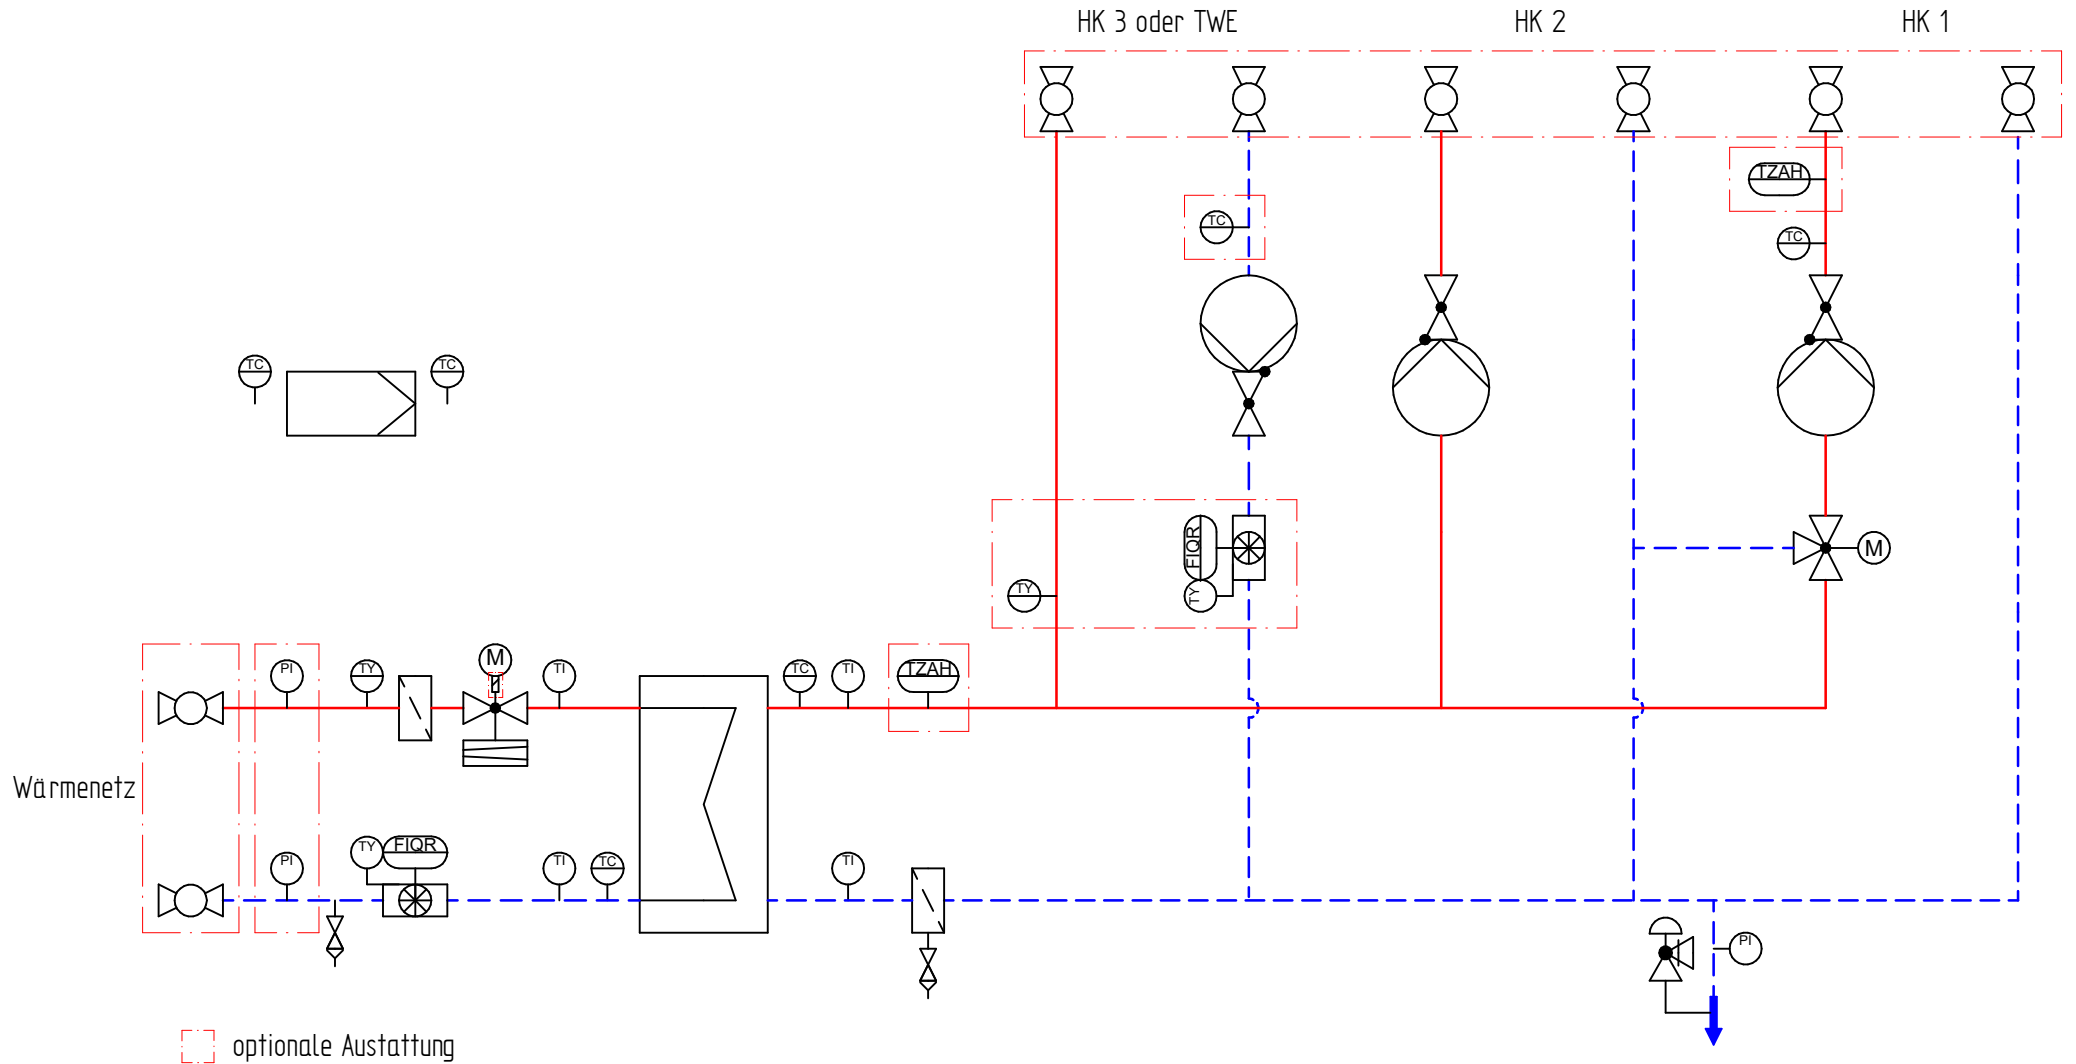 HK 3 oder TWE
HK 2
HK 1
TZAH
TC
TC
TC
TC
FIQR
TY
TY
M
M
PI
TY
TI
TC
TI
TZAH
Wärmenetz
PI
TY
FIQR
TI
TC
TI
PI
optionale Austattung